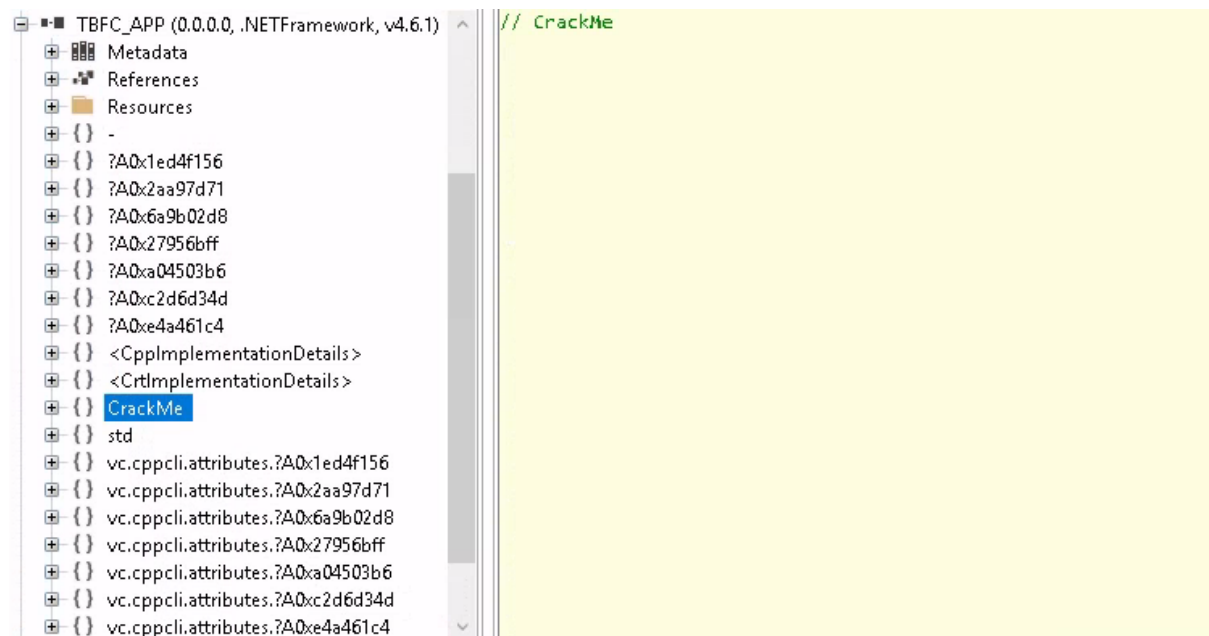 TBFC_APP (0.0.0.0, .NETFramework, v4.6.1)
Metadata
References
Resources
{ } -
{ } ?A0x1ed4f156
{ } ?A0x2aa97d71
{ } ?A0x6a9b02d8
{ } ?A0x27956bff
{ } ?A0xa04503b6
{ } ?A0xc2d6d34d
{ } ?A0xe4a461c4
{ } <CppImplementationDetails>
{ } <CrtImplementationDetails>
{ } CrackMe
{ } std
{ } vc.cppcli.attributes.?A0x1ed4f156
{ } vc.cppcli.attributes.?A0x2aa97d71
{ } vc.cppcli.attributes.?A0x6a9b02d8
{ } vc.cppcli.attributes.?A0x27956bff
{ } vc.cppcli.attributes.?A0xa04503b6
{ } vc.cppcli.attributes.?A0xc2d6d34d
{ } vc.cppcli.attributes.?A0xe4a461c4
// CrackMe